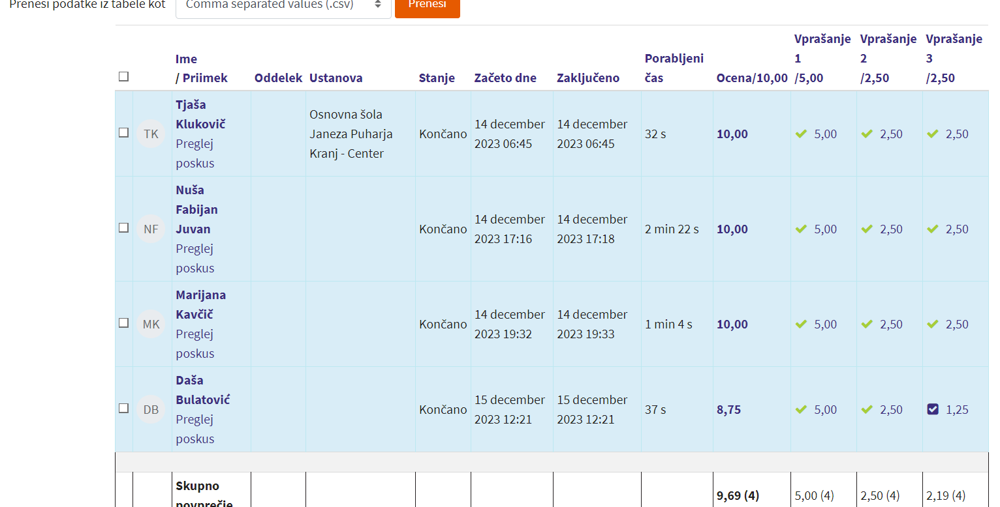 Prenesi podatke iz tabele kot Comma separated values (.csv) Prenesi
Ime / Priimek Oddelek Ustanova Stanje Začeto dne Zaključeno Porabljeni čas Ocena/10,00 Vprašanje 1 /5,00 Vprašanje 2 /2,50 Vprašanje 3 /2,50
TK Tjaša Klukovič Preglej poskus Osnovna šola Janeza Puharja Kranj - Center Končano 14 december 2023 06:45 14 december 2023 06:45 32 s 10,00 5,00 2,50 2,50
NF Nuša Fabijan Juvan Preglej poskus Končano 14 december 2023 17:16 14 december 2023 17:18 2 min 22 s 10,00 5,00 2,50 2,50
MK Marijana Kavčič Preglej poskus Končano 14 december 2023 19:32 14 december 2023 19:33 1 min 4 s 10,00 5,00 2,50 2,50
DB Daša Bulatović Preglej poskus Končano 15 december 2023 12:21 15 december 2023 12:21 37 s 8,75 5,00 2,50 1,25
Skupno povprečje 9,69 (4) 5,00 (4) 2,50 (4) 2,19 (4)